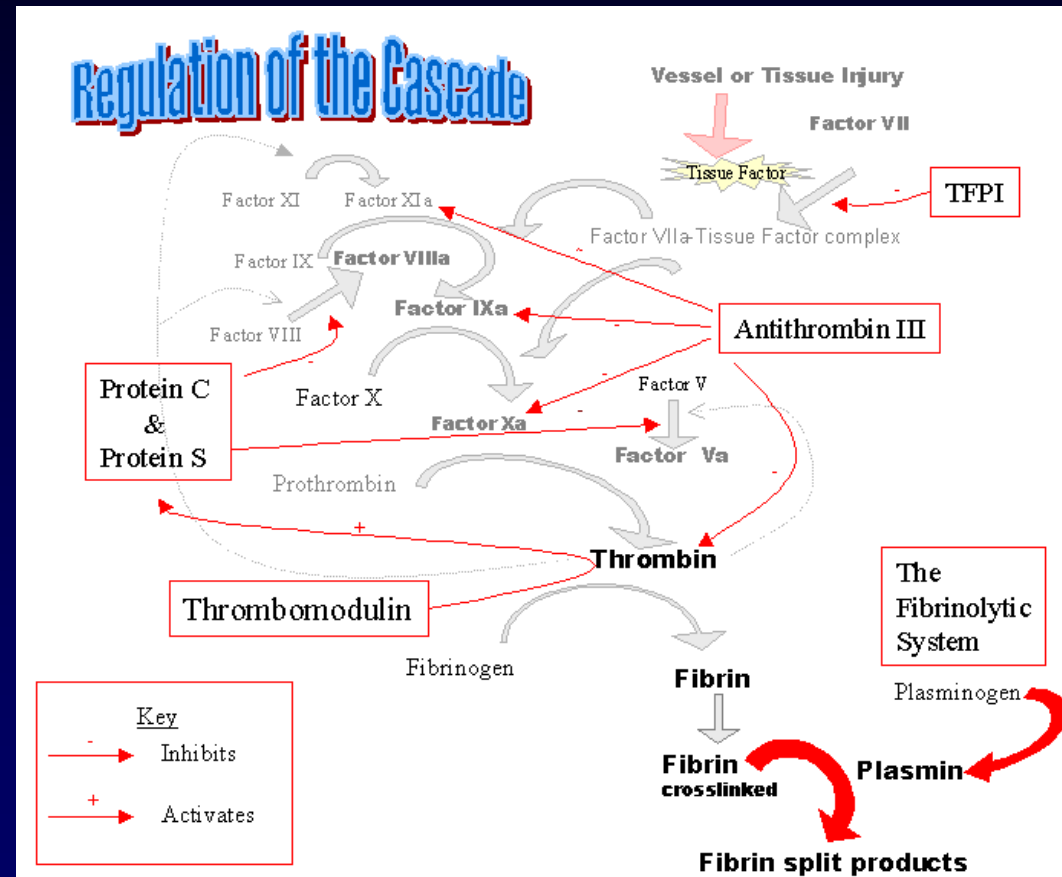 Regulation of the Cascade
Vessel or Tissue Injury
Factor VII
Tissue Factor
-
TFPI
Factor XI
Factor XIa
Factor VIIa-Tissue Factor complex
-
Factor IX
Factor VIIIa
Factor IXa
-
Antithrombin III
Factor VIII
-
Protein C
&
Protein S
Factor X
-
Factor V
-
Factor Xa
Factor Va
-
Prothrombin
+
Thrombin
Thrombomodulin
The
Fibrinolytic
System
Fibrinogen
Fibrin
Plasminogen
Key
- Inhibits
+ Activates
Fibrin
crosslinked
Plasmin
Fibrin split products